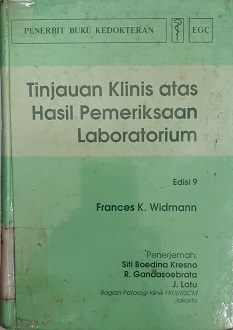 PENERBIT BUKU KEDOKTERAN
EGC
Tinjauan Klinis atas
Hasil Pemeriksaan
Laboratorium
Edisi 9
Frances K. Widmann
Penerjemah:
Siti Boedina Kresno
R. Gandasoebrata
J. Latu
Bagian Patologi Klinik FKUI/RSCM
Jakarta